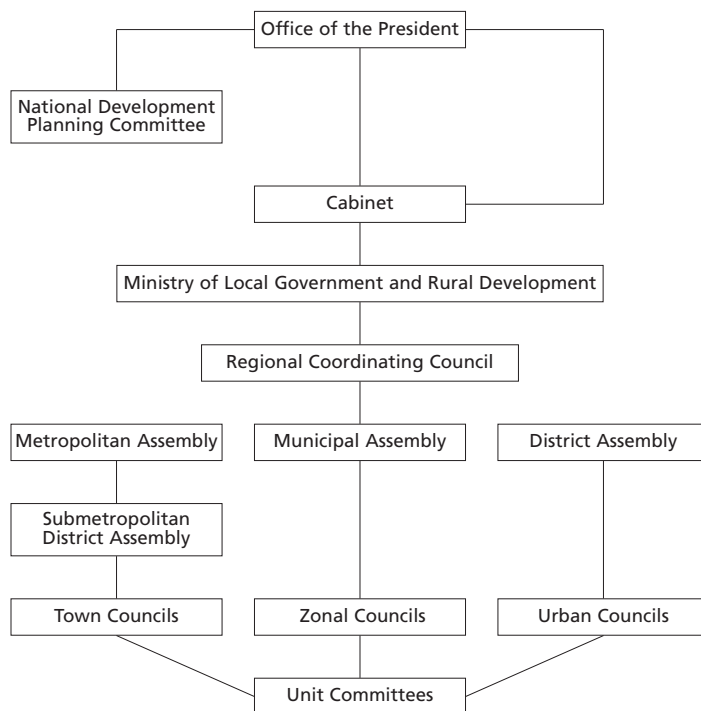 Office of the President
National Development
Planning Committee
Cabinet
Ministry of Local Government and Rural Development
Regional Coordinating Council
Metropolitan Assembly
Municipal Assembly
District Assembly
Submetropolitan
District Assembly
Town Councils
Zonal Councils
Urban Councils
Unit Committees